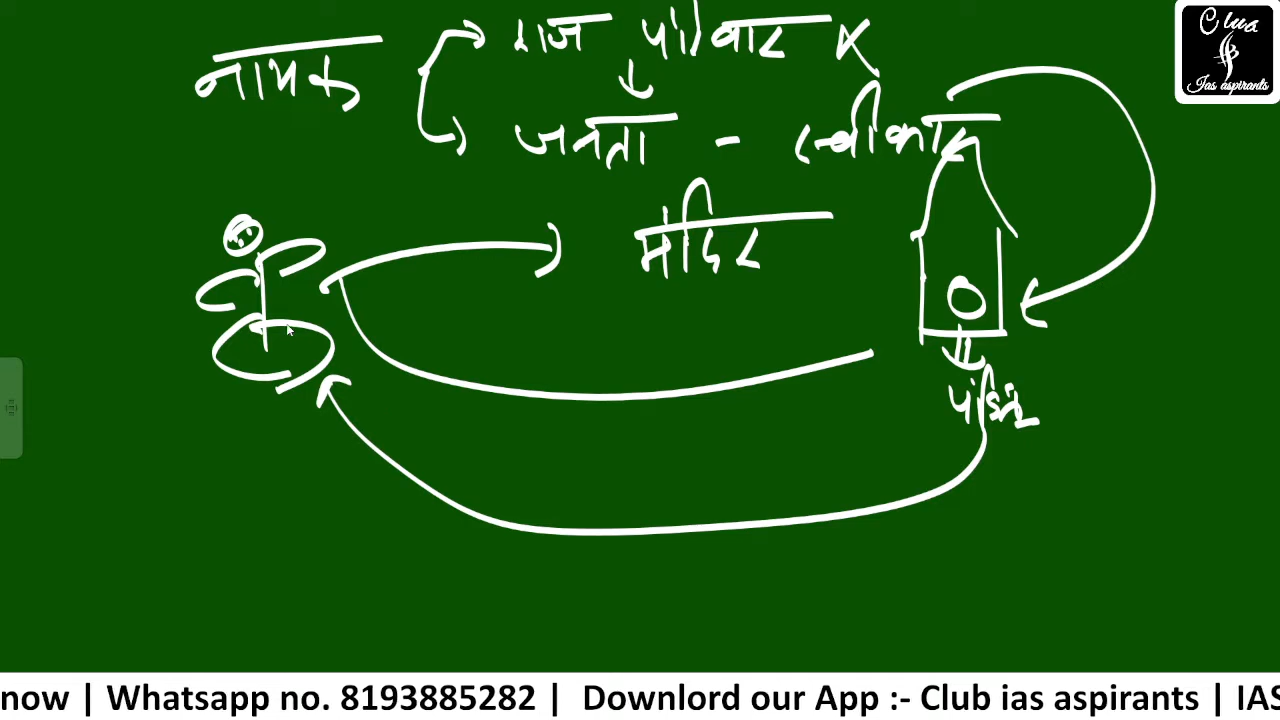 राज परिवार
नायक
जनता - स्वीकार
मंदिर
पंडित
Club
Ias aspirants
now | Whatsapp no. 8193885282 | Downlord our App :- Club ias aspirants | IAS